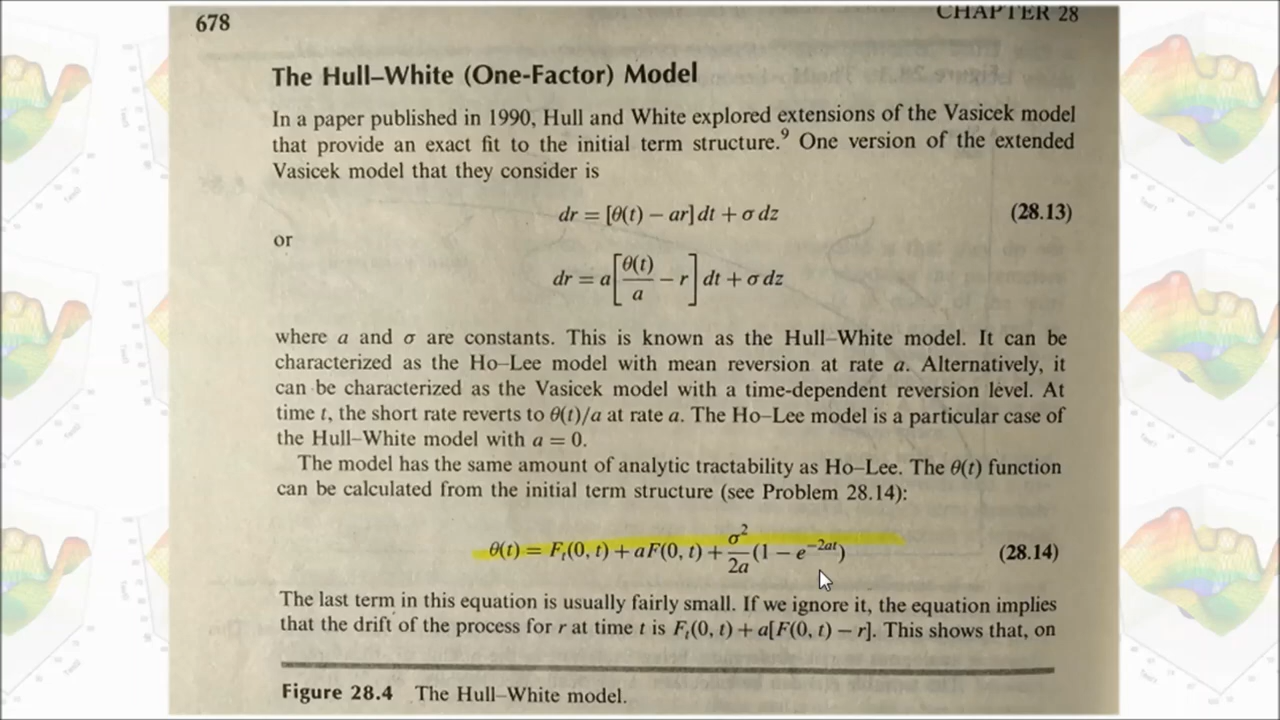 678
CHAPTER 28
The Hull–White (One-Factor) Model
In a paper published in 1990, Hull and White explored extensions of the Vasicek model
that provide an exact fit to the initial term structure.⁹ One version of the extended
Vasicek model that they consider is
dr = [θ(t) − ar] dt + σ dz (28.13)
or
dr = a[θ(t)/a − r] dt + σ dz
where a and σ are constants. This is known as the Hull–White model. It can be
characterized as the Ho–Lee model with mean reversion at rate a. Alternatively, it
can be characterized as the Vasicek model with a time-dependent reversion level. At
time t, the short rate reverts to θ(t)/a at rate a. The Ho–Lee model is a particular case of
the Hull–White model with a = 0.
The model has the same amount of analytic tractability as Ho–Lee. The θ(t) function
can be calculated from the initial term structure (see Problem 28.14):
θ(t) = Fₜ(0, t) + aF(0, t) + σ²/2a (1 − e⁻²ᵃᵗ) (28.14)
The last term in this equation is usually fairly small. If we ignore it, the equation implies
that the drift of the process for r at time t is Fₜ(0, t) + a[F(0, t) − r]. This shows that, on
Figure 28.4 The Hull–White model.